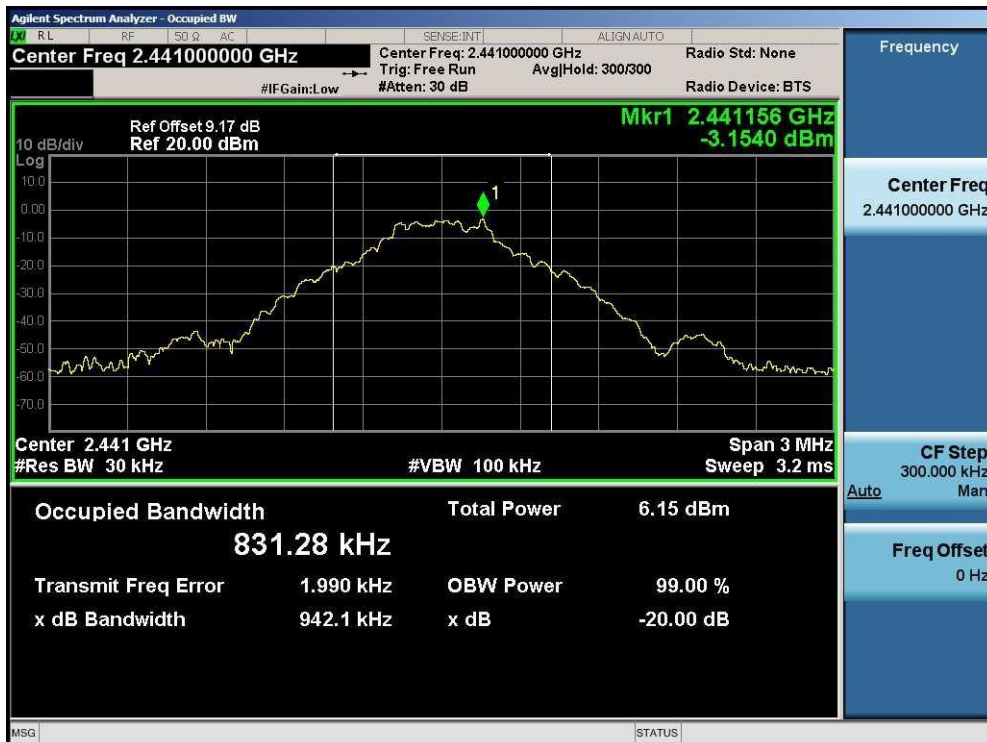 Agilent Spectrum Analyzer - Occupied BW
LXI RL RF 50 Ω AC SENSE:INT ALIGN AUTO
Center Freq 2.441000000 GHz
Center Freq: 2.441000000 GHz
Radio Std: None
Trig: Free Run
Avg|Hold: 300/300
#IFGain:Low
#Atten: 30 dB
Radio Device: BTS
Mkr1 2.441156 GHz
-3.1540 dBm
Ref Offset 9.17 dB
10 dB/div
Ref 20.00 dBm
Log
10.0
0.00
-10.0
-20.0
-30.0
-40.0
-50.0
-60.0
-70.0
1
Center 2.441 GHz
Span 3 MHz
#Res BW 30 kHz
#VBW 100 kHz
Sweep 3.2 ms
Occupied Bandwidth
831.28 kHz
Total Power 6.15 dBm
Transmit Freq Error 1.990 kHz
OBW Power 99.00 %
x dB Bandwidth 942.1 kHz
x dB -20.00 dB
Frequency
Center Freq
2.441000000 GHz
CF Step
300.000 kHz
Auto Man
Freq Offset
0 Hz
MSG
STATUS